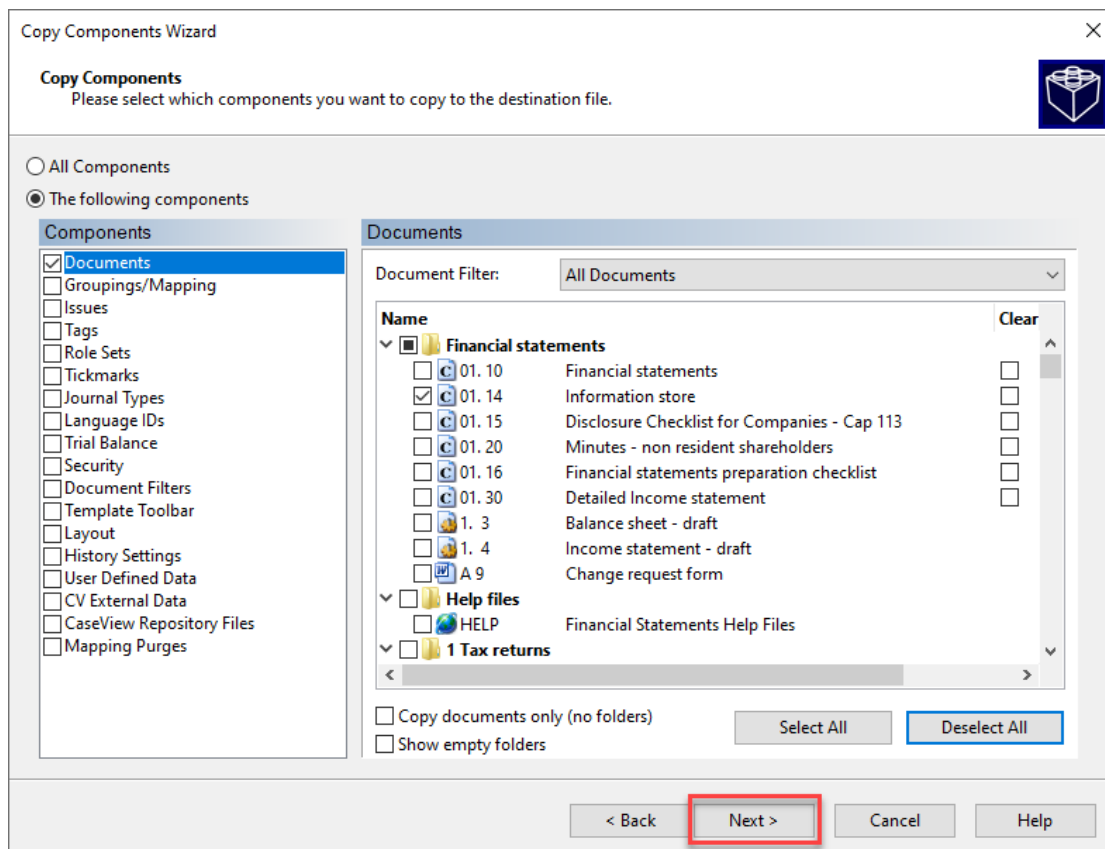 Copy Components Wizard
Copy Components
Please select which components you want to copy to the destination file.
All Components
The following components
Components
Documents
Groupings/Mapping
Issues
Tags
Role Sets
Tickmarks
Journal Types
Language IDs
Trial Balance
Security
Document Filters
Template Toolbar
Layout
History Settings
User Defined Data
CV External Data
CaseView Repository Files
Mapping Purges
Documents
Document Filter: All Documents
Name Clear
Financial statements
01. 10 Financial statements
01. 14 Information store
01. 15 Disclosure Checklist for Companies - Cap 113
01. 20 Minutes - non resident shareholders
01. 16 Financial statements preparation checklist
01. 30 Detailed Income statement
1. 3 Balance sheet - draft
1. 4 Income statement - draft
A 9 Change request form
Help files
HELP Financial Statements Help Files
1 Tax returns
Copy documents only (no folders)
Show empty folders
Select All Deselect All
< Back Next > Cancel Help